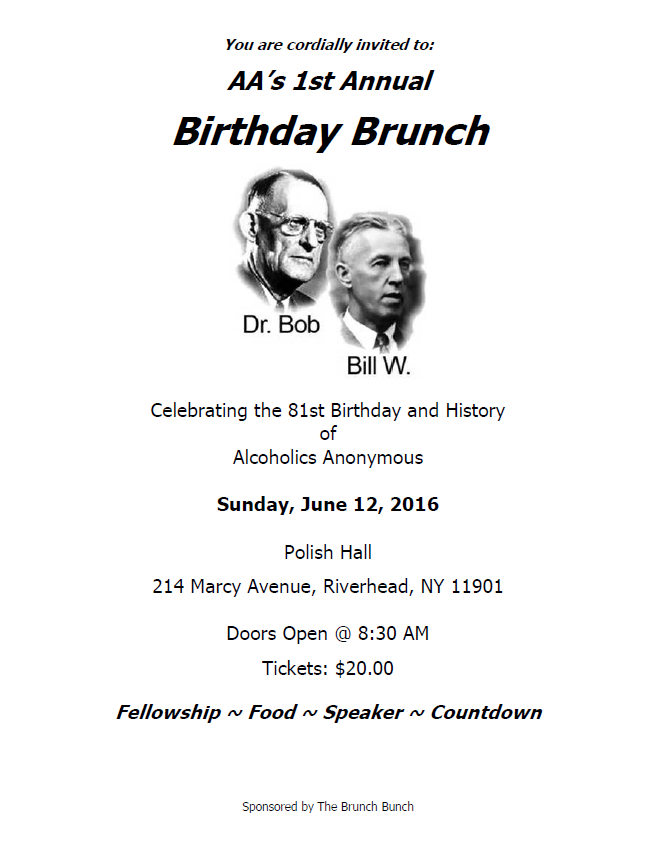 You are cordially invited to:
AA's 1st Annual
Birthday Brunch
Dr. Bob
Bill W.
Celebrating the 81st Birthday and History
of
Alcoholics Anonymous
Sunday, June 12, 2016
Polish Hall
214 Marcy Avenue, Riverhead, NY 11901
Doors Open @ 8:30 AM
Tickets: $20.00
Fellowship ~ Food ~ Speaker ~ Countdown
Sponsored by The Brunch Bunch